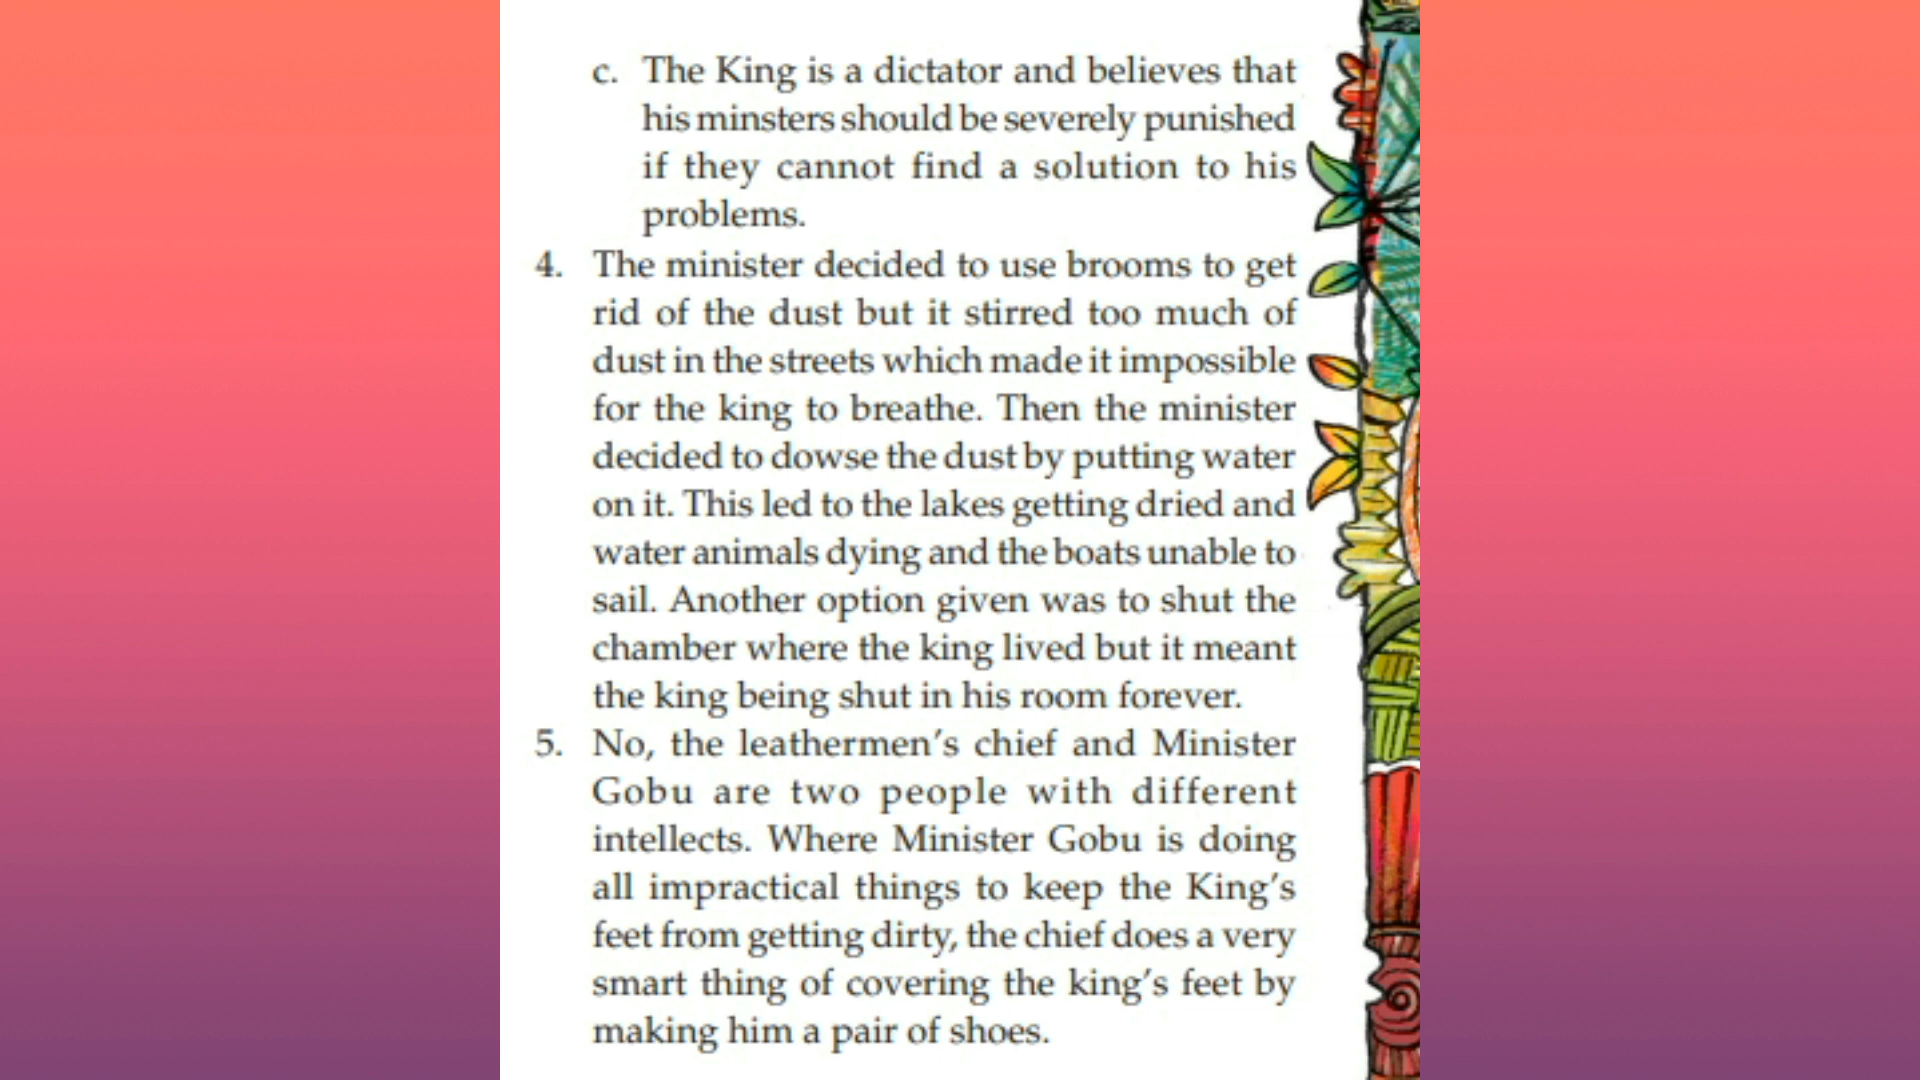 c. The King is a dictator and believes that
his minsters should be severely punished
if they cannot find a solution to his
problems.
4. The minister decided to use brooms to get
rid of the dust but it stirred too much of
dust in the streets which made it impossible
for the king to breathe. Then the minister
decided to dowse the dust by putting water
on it. This led to the lakes getting dried and
water animals dying and the boats unable to
sail. Another option given was to shut the
chamber where the king lived but it meant
the king being shut in his room forever.
5. No, the leathermen's chief and Minister
Gobu are two people with different
intellects. Where Minister Gobu is doing
all impractical things to keep the King's
feet from getting dirty, the chief does a very
smart thing of covering the king's feet by
making him a pair of shoes.